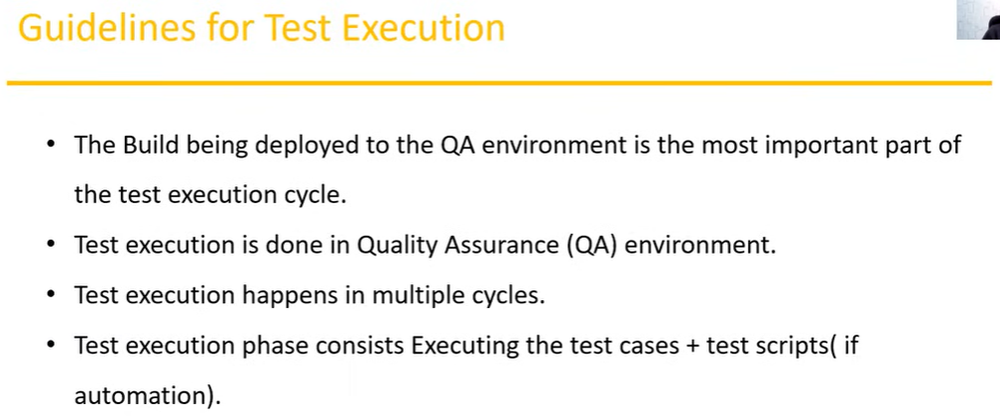 Guidelines for Test Execution
• The Build being deployed to the QA environment is the most important part of
the test execution cycle.
• Test execution is done in Quality Assurance (QA) environment.
• Test execution happens in multiple cycles.
• Test execution phase consists Executing the test cases + test scripts( if
automation).